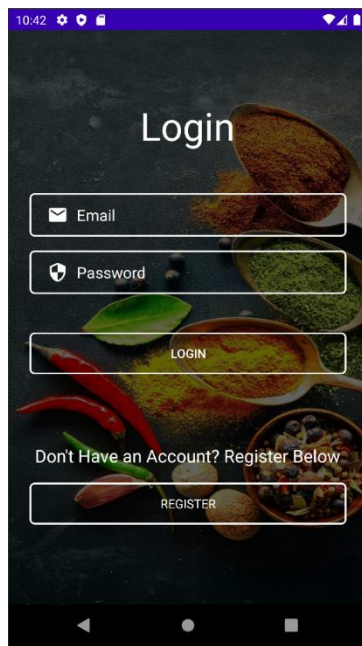 10:42
Login
Email
Password
LOGIN
Don't Have an Account? Register Below
REGISTER